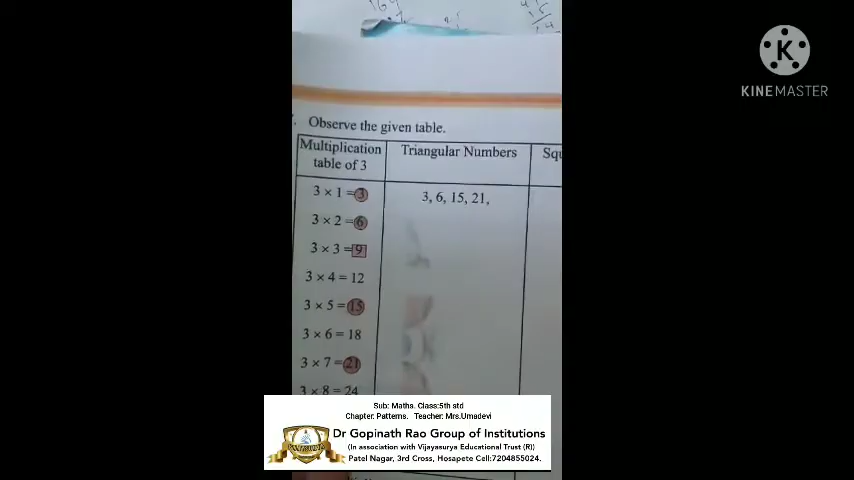 KINEMASTER
Observe the given table.
Multiplication table of 3
Triangular Numbers
3 × 1 = 3
3, 6, 15, 21,
3 × 2 = 6
3 × 3 = 9
3 × 4 = 12
3 × 5 = 15
3 × 6 = 18
3 × 7 = 21
3 × 8 = 24
Sub: Maths. Class:5th std
Chapter: Patterns. Teacher: Mrs.Umadevi
Dr Gopinath Rao Group of Institutions
(In association with Vijayasurya Educational Trust (R))
Patel Nagar, 3rd Cross, Hosapete Cell:7204855024.